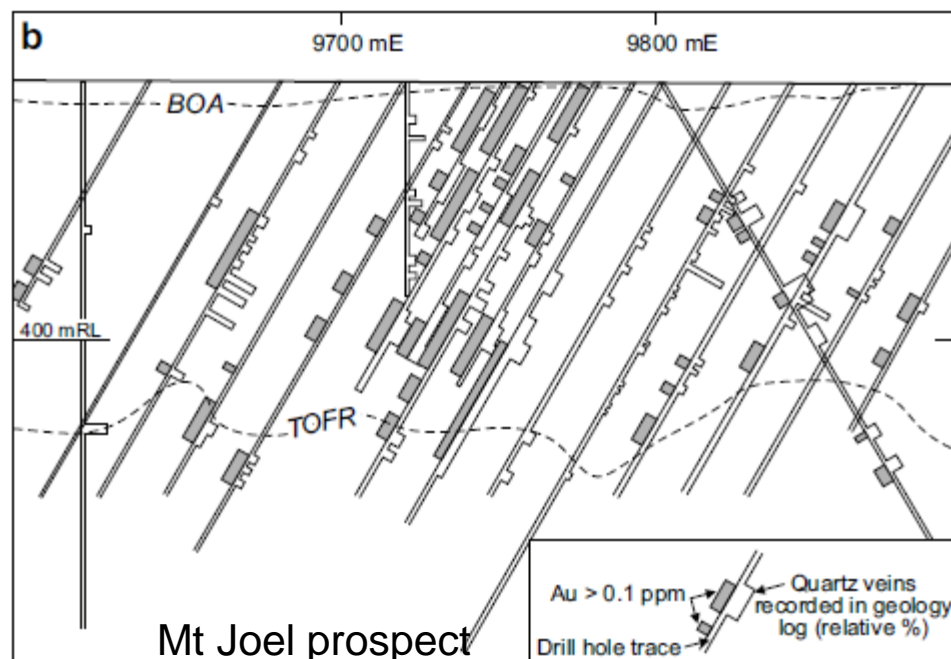 b
9700 mE
9800 mE
BOA
400 mRL
TOFR
Au > 0.1 ppm
Quartz veins
recorded in geology
log (relative %)
Drill hole trace
Mt Joel prospect